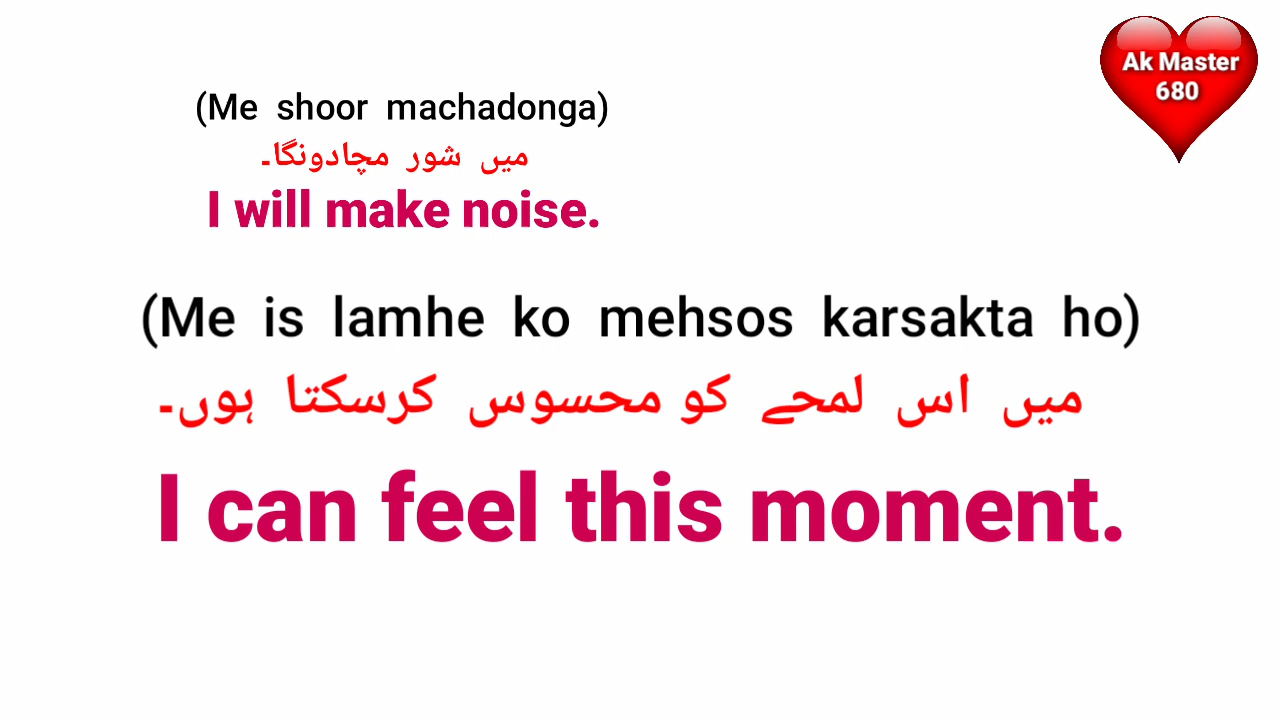 Ak Master
680
(Me shoor machadonga)
میں شور مچادونگا۔
I will make noise.
(Me is lamhe ko mehsos karsakta ho)
میں اس لمحے کو محسوس کرسکتا ہوں۔
I can feel this moment.